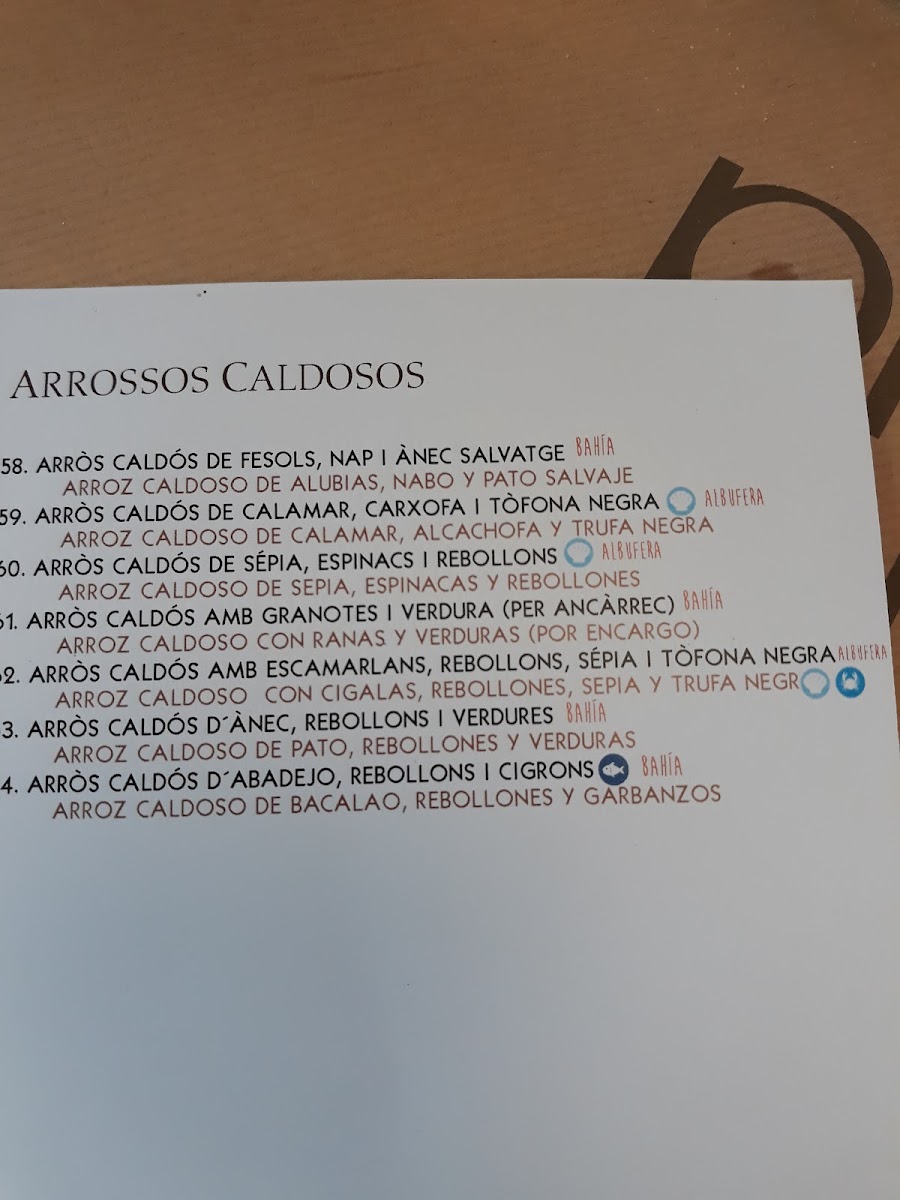 ARROSSOS CALDOSOS
58. ARRÒS CALDÓS DE FESOLS, NAP I ÀNEC SALVATGE BAHÍA
ARROZ CALDOSO DE ALUBIAS, NABO Y PATO SALVAJE
59. ARRÒS CALDÓS DE CALAMAR, CARXOFA I TÒFONA NEGRA ALBUFERA
ARROZ CALDOSO DE CALAMAR, ALCACHOFA Y TRUFA NEGRA
60. ARRÒS CALDÓS DE SÉPIA, ESPINACS I REBOLLONS ALBUFERA
ARROZ CALDOSO DE SEPIA, ESPINACAS Y REBOLLONES
61. ARRÒS CALDÓS AMB GRANOTES I VERDURA (PER ANCÀRREC) BAHÍA
ARROZ CALDOSO CON RANAS Y VERDURAS (POR ENCARGO)
2. ARRÒS CALDÓS AMB ESCAMARLANS, REBOLLONS, SÉPIA I TÒFONA NEGRA ALBUFERA
ARROZ CALDOSO CON CIGALAS, REBOLLONES, SEPIA Y TRUFA NEGR
3. ARRÒS CALDÓS D´ÀNEC, REBOLLONS I VERDURES BAHÍA
ARROZ CALDOSO DE PATO, REBOLLONES Y VERDURAS
4. ARRÒS CALDÓS D´ABADEJO, REBOLLONS I CIGRONS BAHÍA
ARROZ CALDOSO DE BACALAO, REBOLLONES Y GARBANZOS